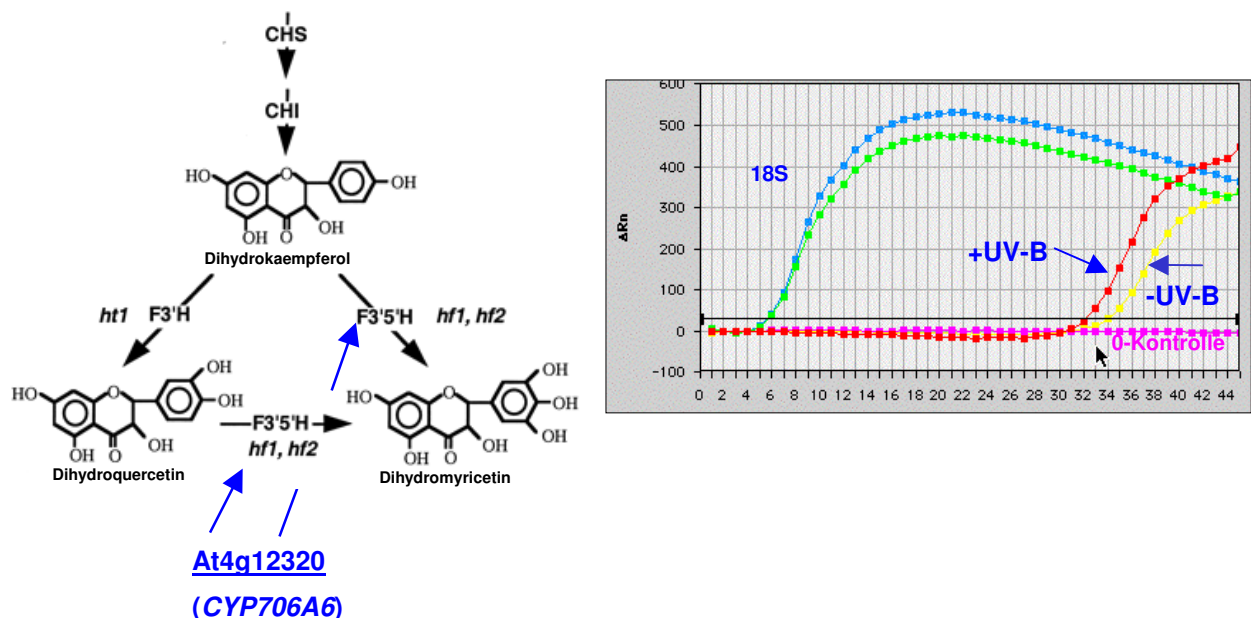 CHS
CHI
HO
O
OH
OH
OH
O
Dihydrokaempferol
ht1 F3'H
F3'5'H hf1, hf2
HO
O
OH
OH
OH
OH
O
Dihydroquercetin
F3'5'H
hf1, hf2
HO
O
OH
OH
OH
OH
OH
O
Dihydromyricetin
At4g12320
(CYP706A6)
600
500
400
300
200
100
0
-100
ΔRn
18S
+UV-B
-UV-B
0-Kontrolle
0 2 4 6 8 10 12 14 16 18 20 22 24 26 28 30 32 34 36 38 40 42 44